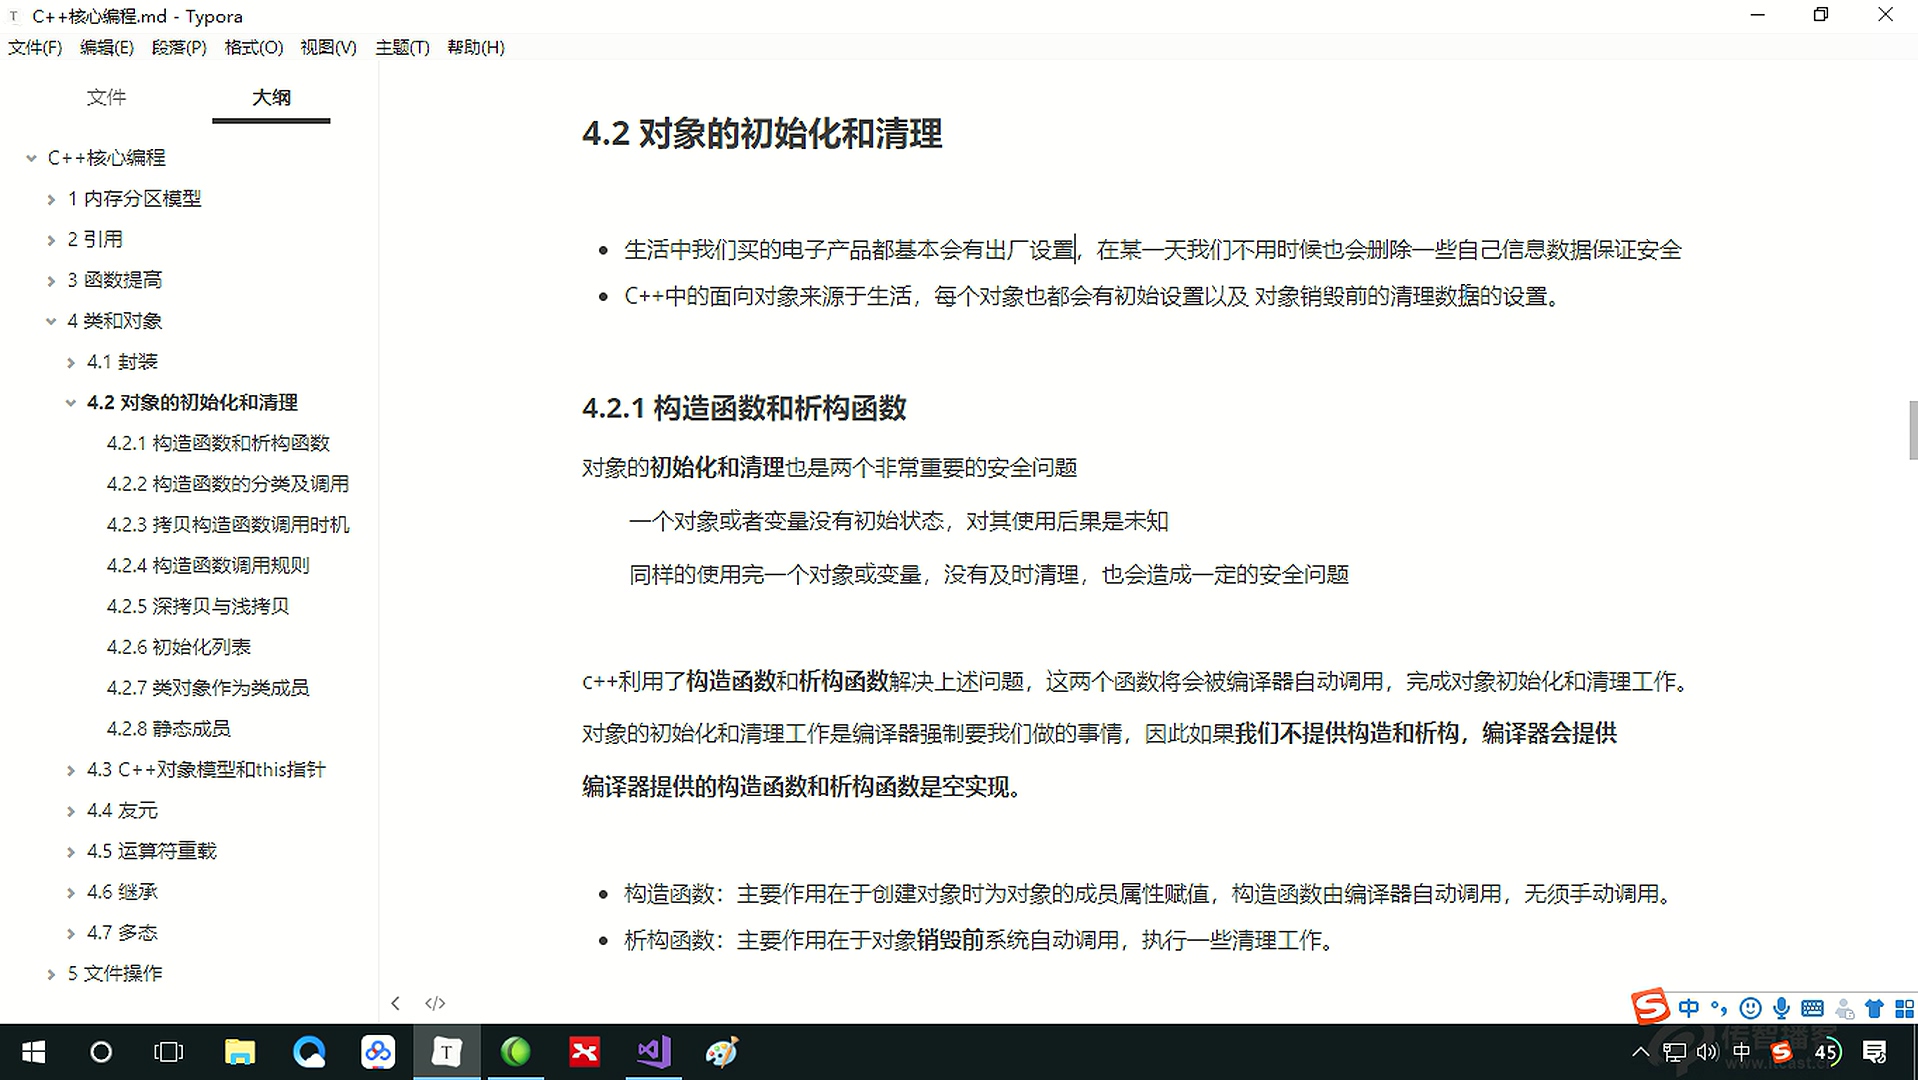 C++核心编程.md - Typora
文件(F) 编辑(E) 段落(P) 格式(O) 视图(V) 主题(T) 帮助(H)
文件 大纲
C++核心编程
1 内存分区模型
2 引用
3 函数提高
4 类和对象
4.1 封装
4.2 对象的初始化和清理
4.2.1 构造函数和析构函数
4.2.2 构造函数的分类及调用
4.2.3 拷贝构造函数调用时机
4.2.4 构造函数调用规则
4.2.5 深拷贝与浅拷贝
4.2.6 初始化列表
4.2.7 类对象作为类成员
4.2.8 静态成员
4.3 C++对象模型和this指针
4.4 友元
4.5 运算符重载
4.6 继承
4.7 多态
5 文件操作
4.2 对象的初始化和清理
生活中我们买的电子产品都基本会有出厂设置，在某一天我们不用时候也会删除一些自己信息数据保证安全
C++中的面向对象来源于生活，每个对象也都会有初始设置以及 对象销毁前的清理数据的设置。
4.2.1 构造函数和析构函数
对象的初始化和清理也是两个非常重要的安全问题
一个对象或者变量没有初始状态，对其使用后果是未知
同样的使用完一个对象或变量，没有及时清理，也会造成一定的安全问题
c++利用了构造函数和析构函数解决上述问题，这两个函数将会被编译器自动调用，完成对象初始化和清理工作。
对象的初始化和清理工作是编译器强制要我们做的事情，因此如果我们不提供构造和析构，编译器会提供
编译器提供的构造函数和析构函数是空实现。
构造函数：主要作用在于创建对象时为对象的成员属性赋值，构造函数由编译器自动调用，无须手动调用。
析构函数：主要作用在于对象销毁前系统自动调用，执行一些清理工作。
中
中 45
传智播客